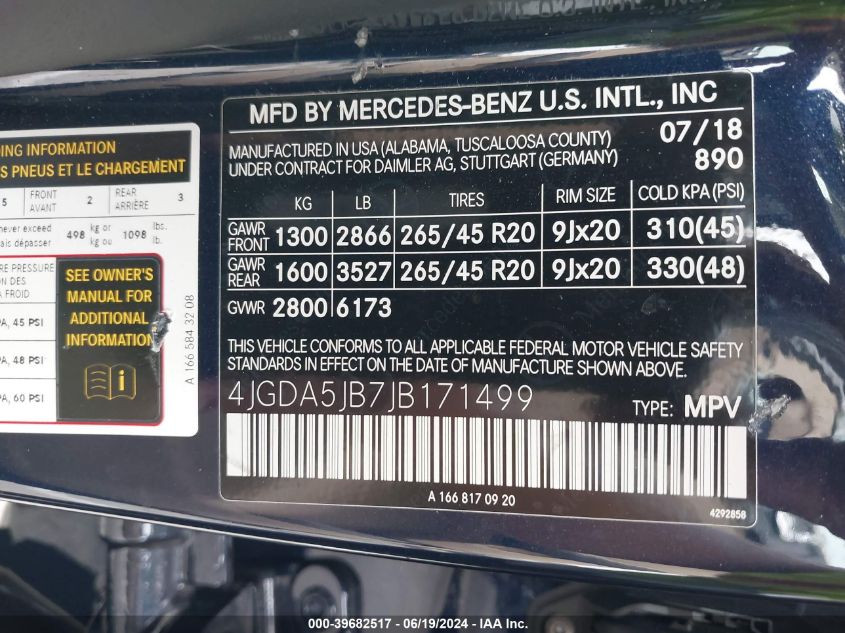 MFD BY MERCEDES-BENZ U.S. INTL., INC
MANUFACTURED IN USA (ALABAMA, TUSCALOOSA COUNTY) 07/18
UNDER CONTRACT FOR DAIMLER AG, STUTTGART (GERMANY) 890
KG LB TIRES RIM SIZE COLD KPA (PSI)
GAWR FRONT 1300 2866 265/45 R20 9Jx20 310(45)
GAWR REAR 1600 3527 265/45 R20 9Jx20 330(48)
GVWR 2800 6173
THIS VEHICLE CONFORMS TO ALL APPLICABLE FEDERAL MOTOR VEHICLE SAFETY
STANDARDS IN EFFECT ON THE DATE OF MANUFACTURE SHOWN ABOVE.
4JGDA5JB7JB171499 TYPE: MPV
A 166 817 09 20
4292858
INFORMATION
PNEUS ET LE CHARGEMENT
5 FRONT AVANT 2 REAR ARRIÈRE 3
never exceed 498 kg or 1098 lbs.
dépasser kg ou lb.
PRESSURE
DES
FROID
45 PSI
48 PSI
60 PSI
SEE OWNER'S
MANUAL FOR
ADDITIONAL
INFORMATION
A 166 584 32 08
000-39682517 - 06/19/2024 - IAA Inc.